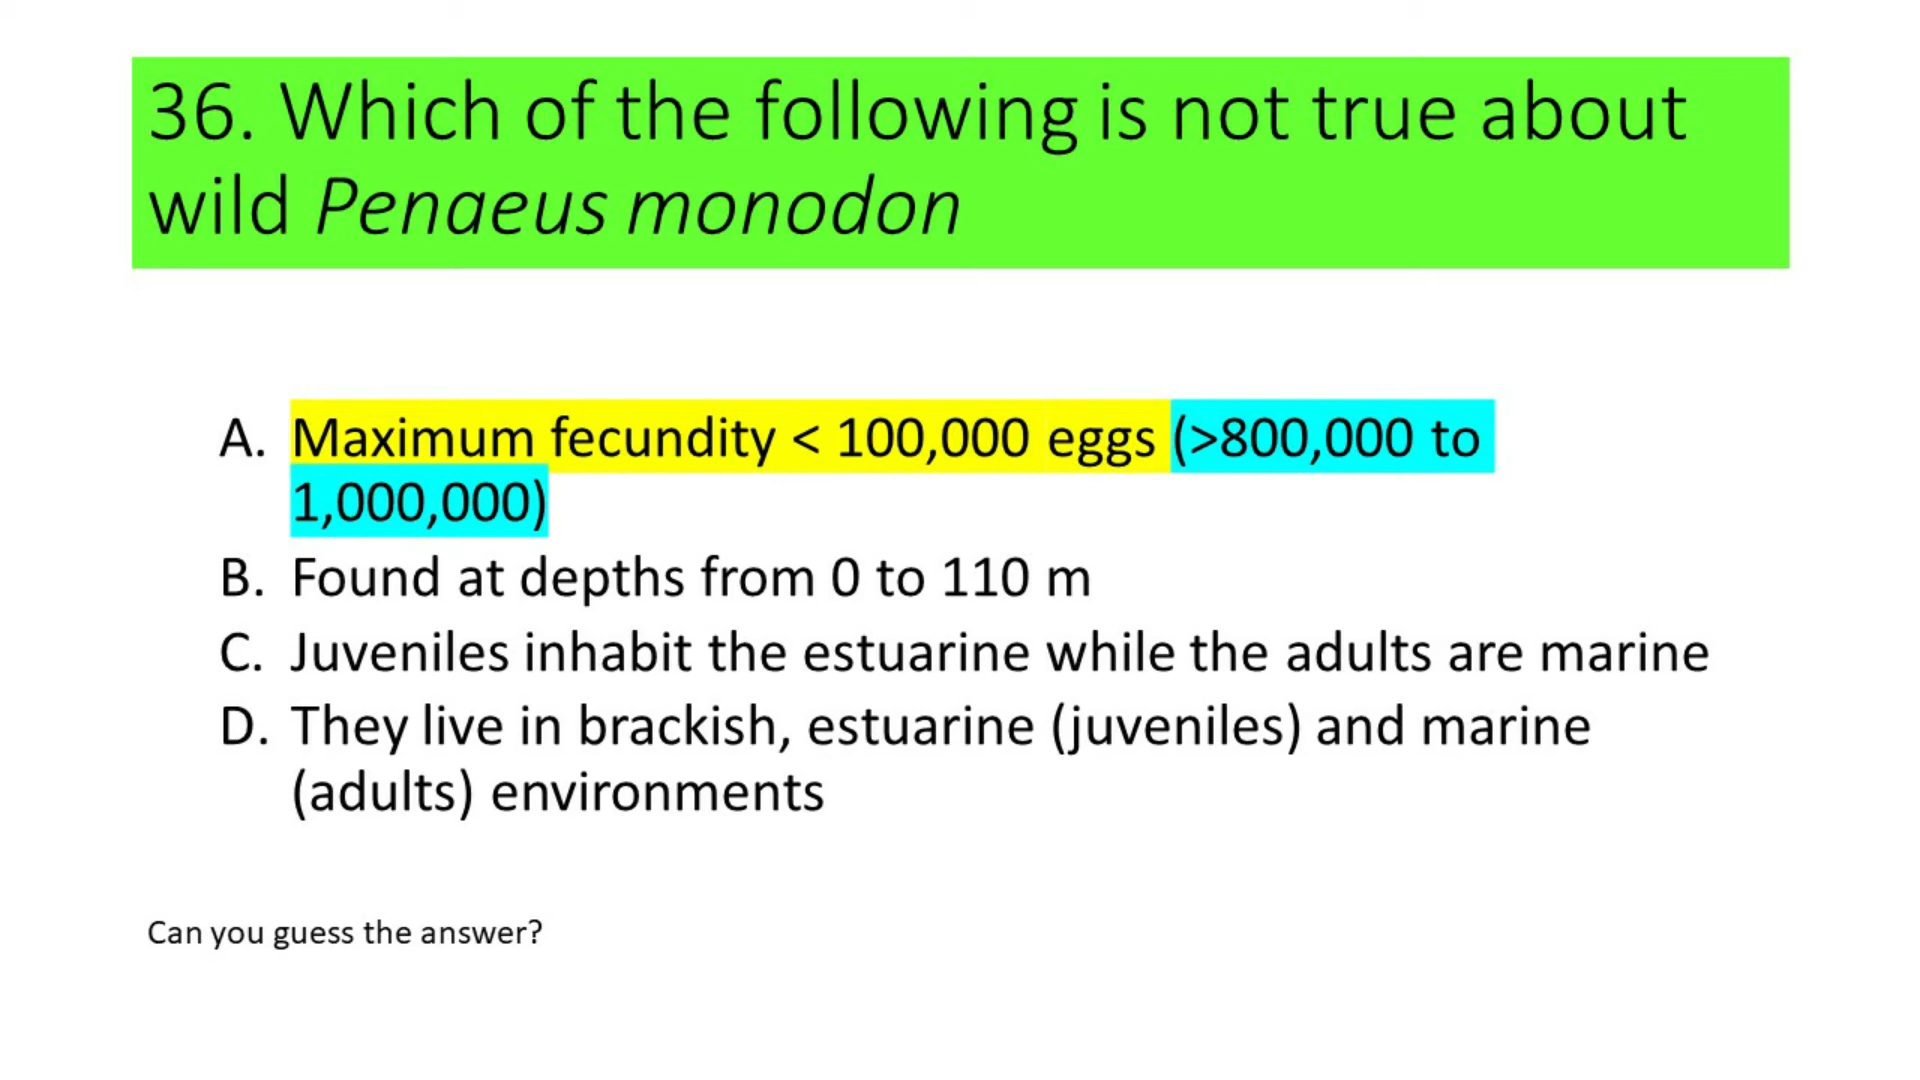 36. Which of the following is not true about
wild Penaeus monodon
A. Maximum fecundity < 100,000 eggs (>800,000 to
1,000,000)
B. Found at depths from 0 to 110 m
C. Juveniles inhabit the estuarine while the adults are marine
D. They live in brackish, estuarine (juveniles) and marine
(adults) environments
Can you guess the answer?